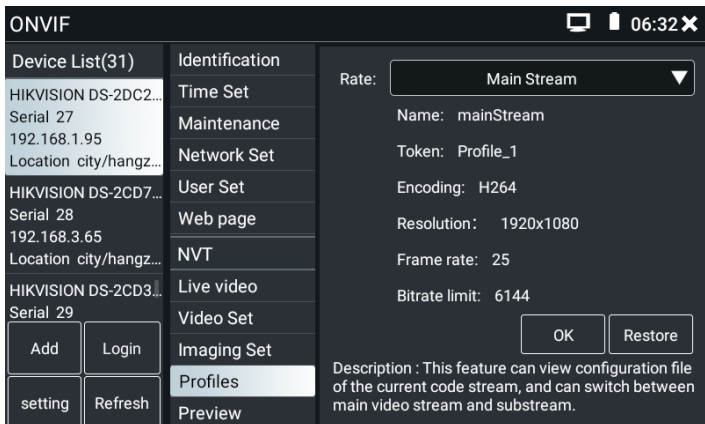 ONVIF
06:32
Device List(31)
HIKVISION DS-2DC2...
Serial 27
192.168.1.95
Location city/hangz...
HIKVISION DS-2CD7...
Serial 28
192.168.3.65
Location city/hangz...
HIKVISION DS-2CD3...
Serial 29
Add
Login
setting
Refresh
Identification
Time Set
Maintenance
Network Set
User Set
Web page
NVT
Live video
Video Set
Imaging Set
Profiles
Preview
Rate: Main Stream
Name: mainStream
Token: Profile_1
Encoding: H264
Resolution: 1920x1080
Frame rate: 25
Bitrate limit: 6144
OK
Restore
Description : This feature can view configuration file
of the current code stream, and can switch between
main video stream and substream.